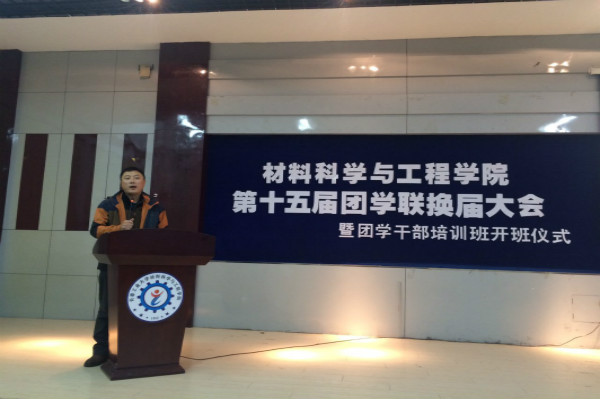 材料科学与工程学院
第十五届团学联换届大会
暨团学干部培训班开班仪式